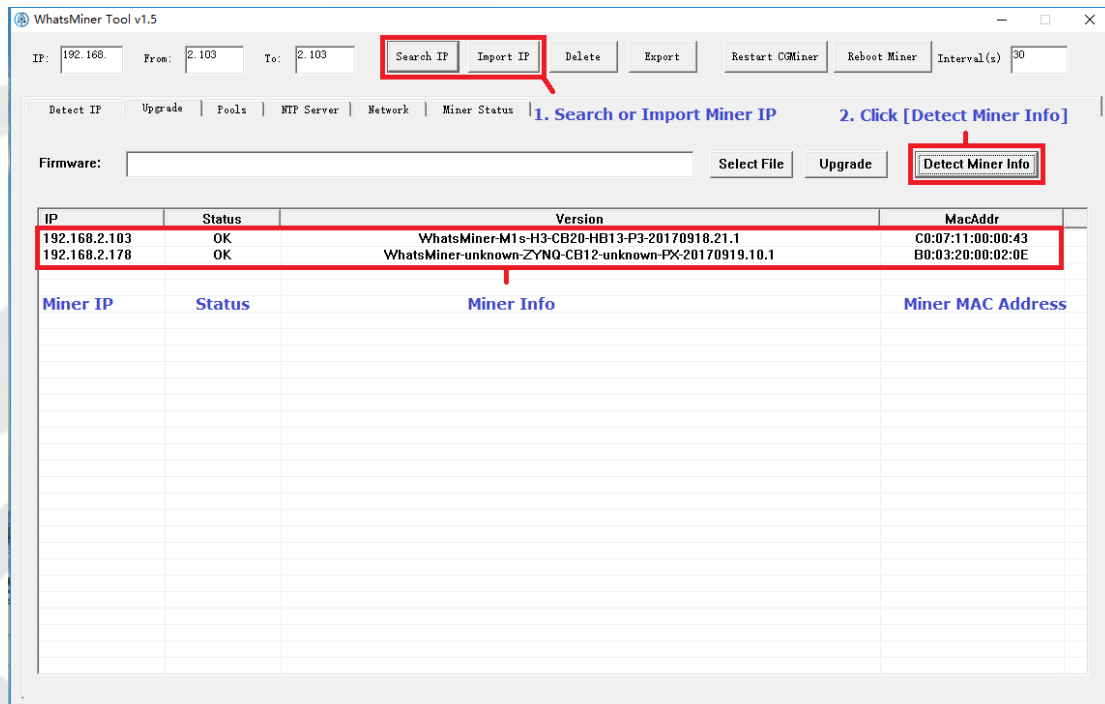 WhatsMiner Tool v1.5
IP: 192.168. From: 2.103 To: 2.103 Search IP Import IP Delete Export Restart CGMiner Reboot Miner Interval(s) 30
Detect IP Upgrade Pools NTP Server Network Miner Status
1. Search or Import Miner IP 2. Click [Detect Miner Info]
Firmware: Select File Upgrade Detect Miner Info
IP Status Version MacAddr
192.168.2.103 OK WhatsMiner-M1s-H3-CB20-HB13-P3-20170918.21.1 C0:07:11:00:00:43
192.168.2.178 OK WhatsMiner-unknown-ZYNQ-CB12-unknown-PX-20170919.10.1 B0:03:20:00:02:0E
Miner IP Status Miner Info Miner MAC Address